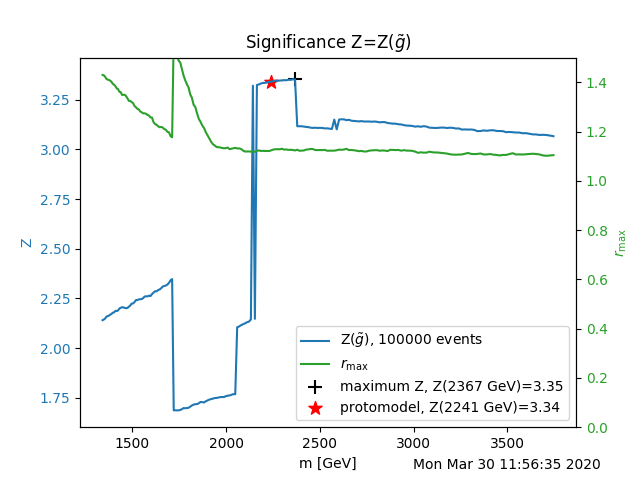 Significance Z=Z(g̃)
3.25
3.00
2.75
2.50
2.25
2.00
1.75
Z
1.4
1.2
1.0
0.8
0.6
0.4
0.2
0.0
r_max
Z(g̃), 100000 events
r_max
maximum Z, Z(2367 GeV)=3.35
protomodel, Z(2241 GeV)=3.34
1500 2000 2500 3000 3500
m [GeV]
Mon Mar 30 11:56:35 2020